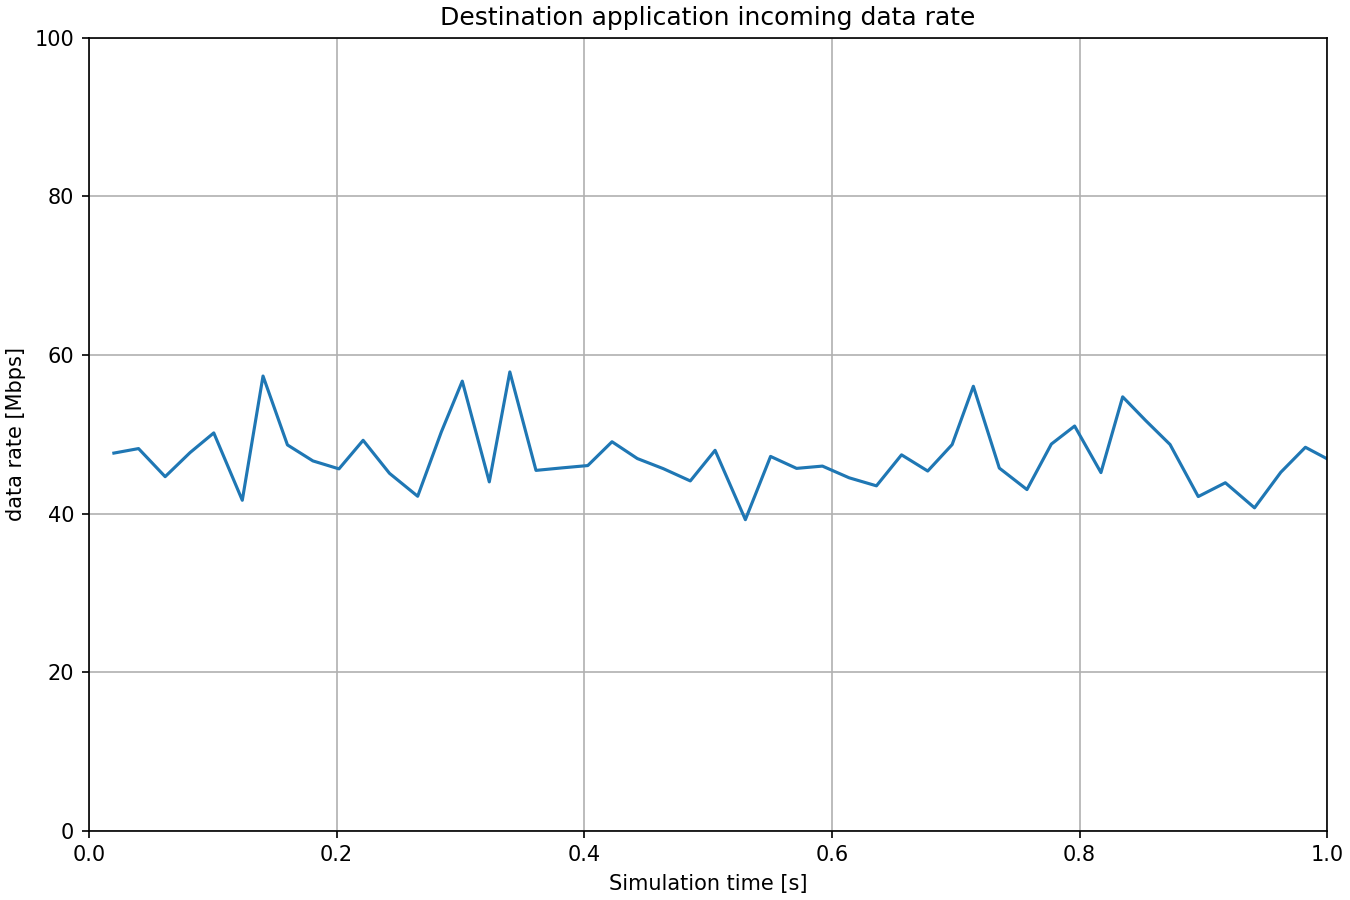 Destination application incoming data rate
100
80
60
40
20
0
data rate [Mbps]
0.0 0.2 0.4 0.6 0.8 1.0
Simulation time [s]